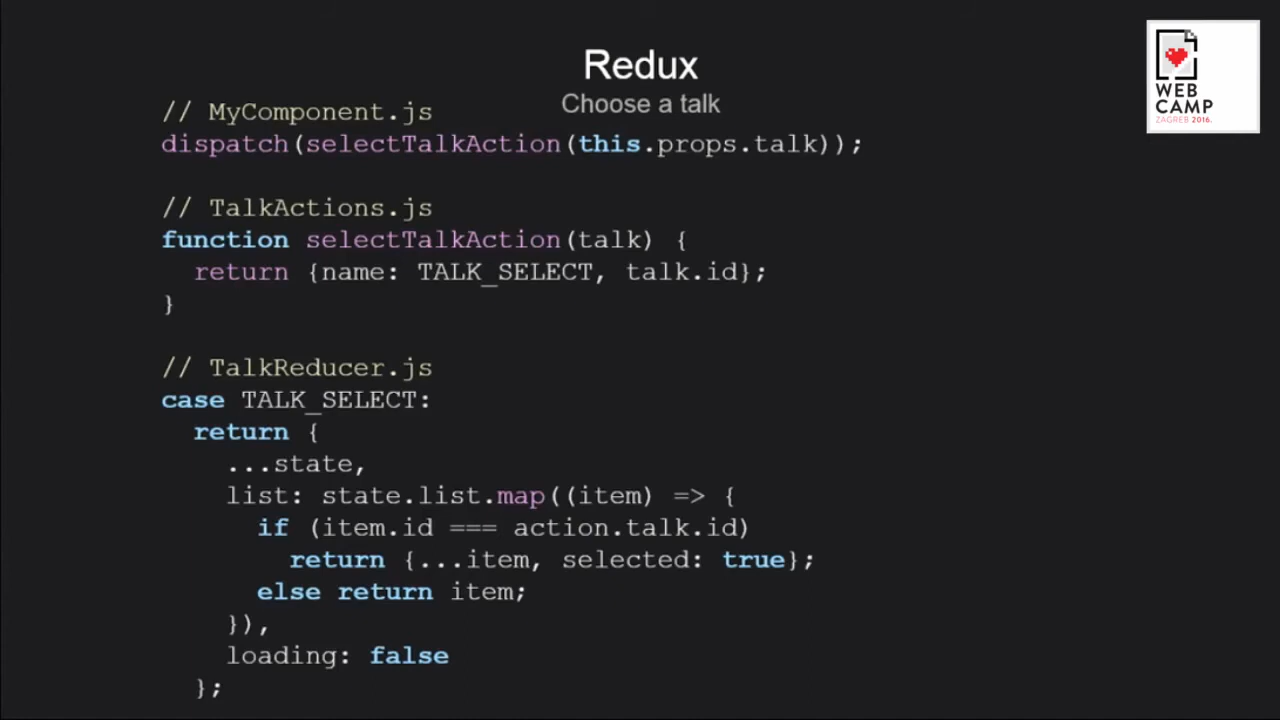 Redux
Choose a talk
// MyComponent.js
dispatch(selectTalkAction(this.props.talk));
// TalkActions.js
function selectTalkAction(talk) {
  return {name: TALK_SELECT, talk.id};
}
// TalkReducer.js
case TALK_SELECT:
  return {
    ...state,
    list: state.list.map((item) => {
      if (item.id === action.talk.id)
        return {...item, selected: true};
      else return item;
    }),
    loading: false
  };
WEB
CAMP
ZAGREB 2016.